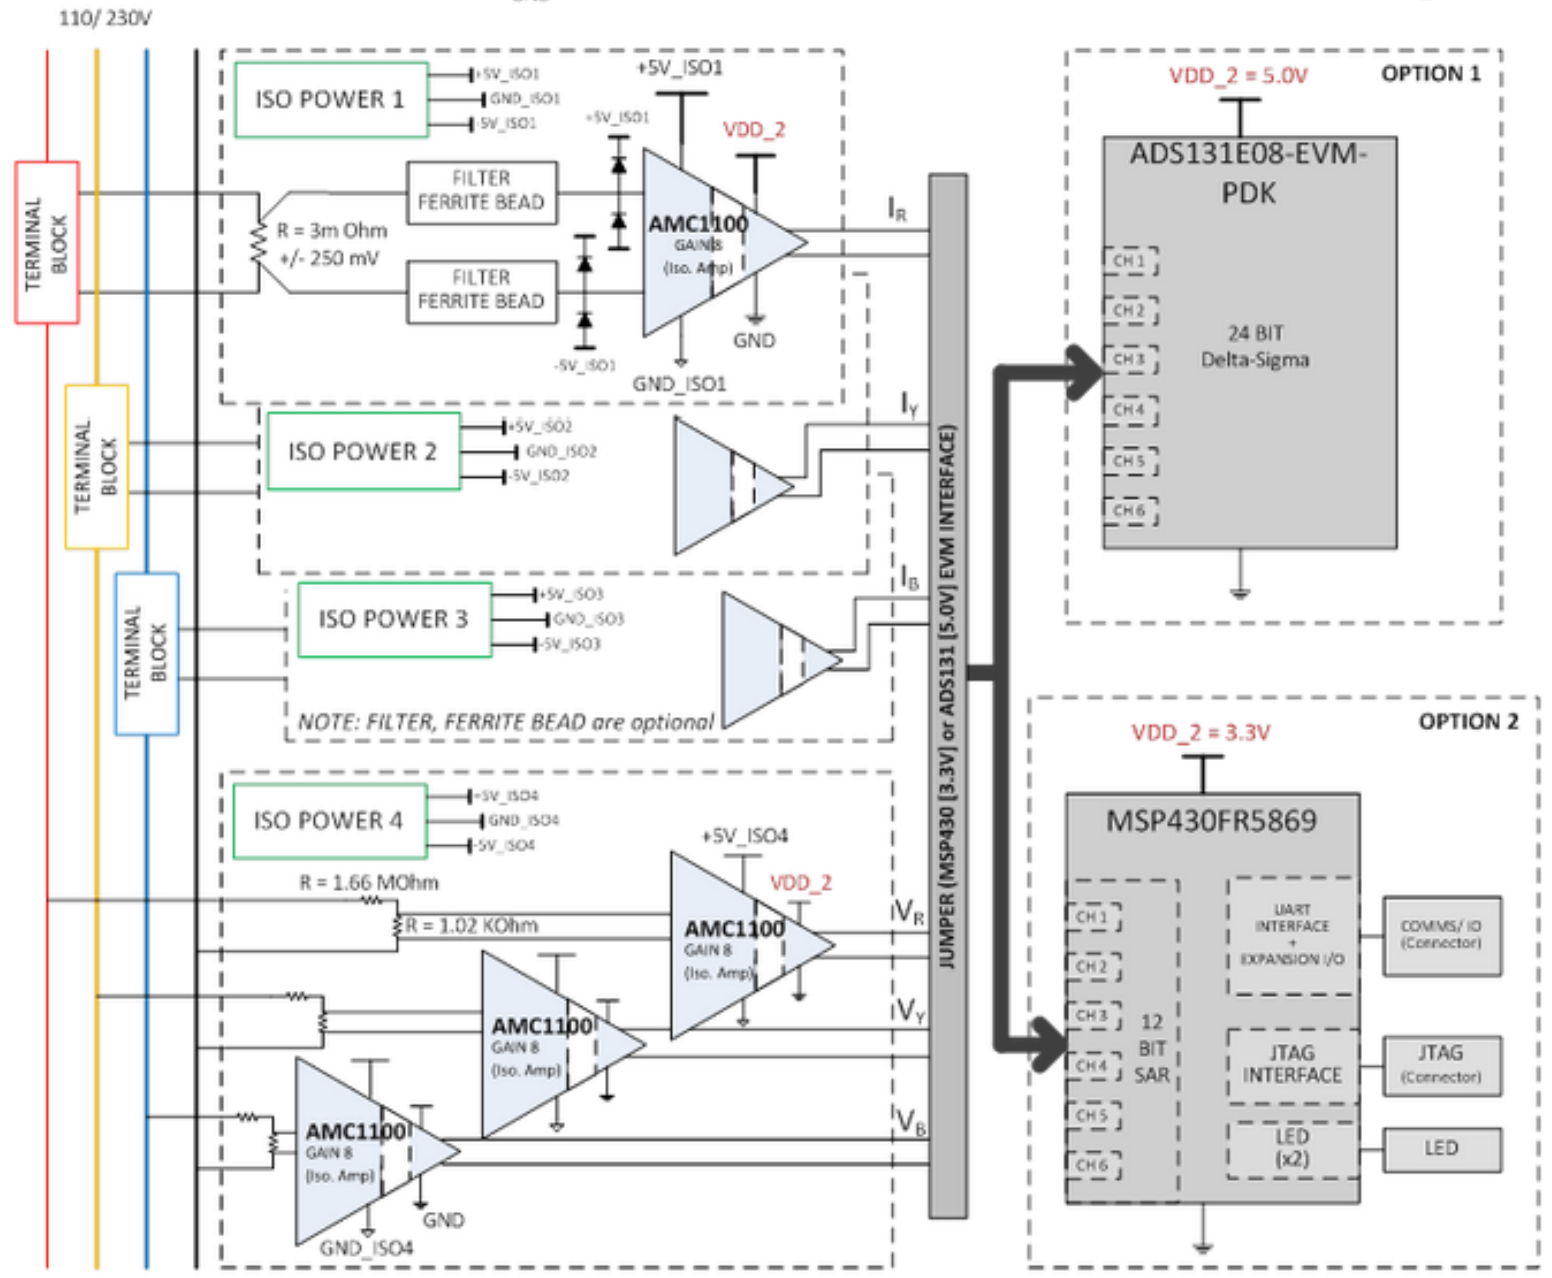 110/ 230V
ISO POWER 1
+5V_ISO1
GND_ISO1
-5V_ISO1
+5V_ISO1
+5V_ISO1
VDD_2
TERMINAL
BLOCK
R = 3m Ohm
+/- 250 mV
FILTER
FERRITE BEAD
FILTER
FERRITE BEAD
-5V_ISO1
AMC1100
GAIN 8
(Iso. Amp)
GND
GND_ISO1
IR
TERMINAL
BLOCK
ISO POWER 2
+5V_ISO2
GND_ISO2
-5V_ISO2
IY
TERMINAL
BLOCK
ISO POWER 3
+5V_ISO3
GND_ISO3
-5V_ISO3
IB
NOTE: FILTER, FERRITE BEAD are optional
ISO POWER 4
+5V_ISO4
GND_ISO4
-5V_ISO4
+5V_ISO4
VDD_2
R = 1.66 MOhm
R = 1.02 KOhm
AMC1100
GAIN 8
(Iso. Amp)
VR
AMC1100
GAIN 8
(Iso. Amp)
VY
AMC1100
GAIN 8
(Iso. Amp)
VB
GND
GND_ISO4
JUMPER (MSP430 [3.3V] or ADS131 [5.0V] EVM INTERFACE)
OPTION 1
VDD_2 = 5.0V
ADS131E08-EVM-
PDK
CH 1
CH 2
CH 3
CH 4
CH 5
CH 6
24 BIT
Delta-Sigma
OPTION 2
VDD_2 = 3.3V
MSP430FR5869
CH 1
CH 2
CH 3
CH 4
CH 5
CH 6
12
BIT
SAR
UART
INTERFACE
+
EXPANSION I/O
JTAG
INTERFACE
LED
(x2)
COMMS/ IO
(Connector)
JTAG
(Connector)
LED